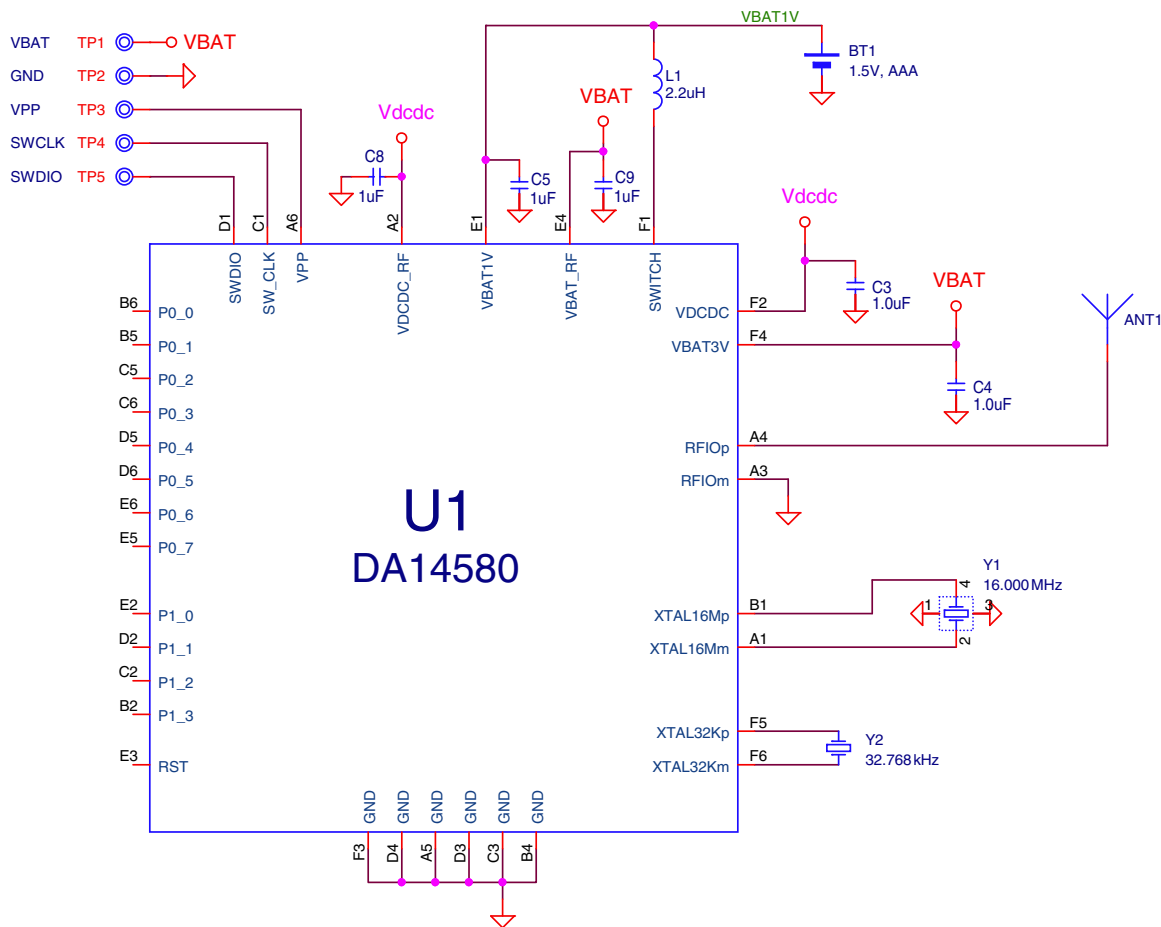 VBAT1V
VBAT TP1 VBAT
GND TP2
VPP TP3
SWCLK TP4
SWDIO TP5
BT1
1.5V, AAA
L1
2.2uH
VBAT
Vdcdc
C8
1uF
C5
1uF
C9
1uF
D1 C1 A6 A2 E1 E4 F1
SWDIO SW_CLK VPP VDCDC_RF VBAT1V VBAT_RF SWITCH
Vdcdc
C3
1.0uF
VBAT
C4
1.0uF
ANT1
B6 P0_0
B5 P0_1
C5 P0_2
C6 P0_3
D5 P0_4
D6 P0_5
E6 P0_6
E5 P0_7
E2 P1_0
D2 P1_1
C2 P1_2
B2 P1_3
E3 RST
U1
DA14580
VDCDC F2
VBAT3V F4
RFIOp A4
RFIOm A3
XTAL16Mp B1
XTAL16Mm A1
XTAL32Kp F5
XTAL32Km F6
Y1
16.000MHz
4
1 3
2
Y2
32.768kHz
GND GND GND GND GND GND
F3 D4 A5 D3 C3 B4